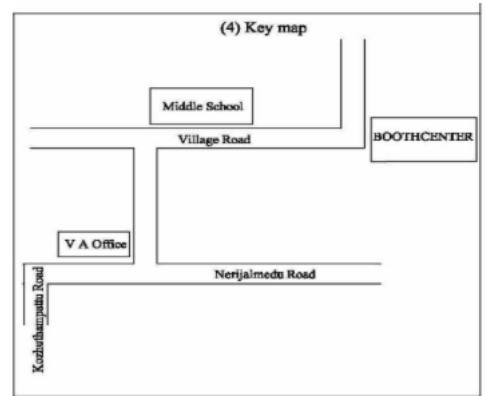 (4) Key map
Middle School
Village Road
BOOTHCENTER
V A Office
Nerijalmedu Road
Kozhuthampattu Road